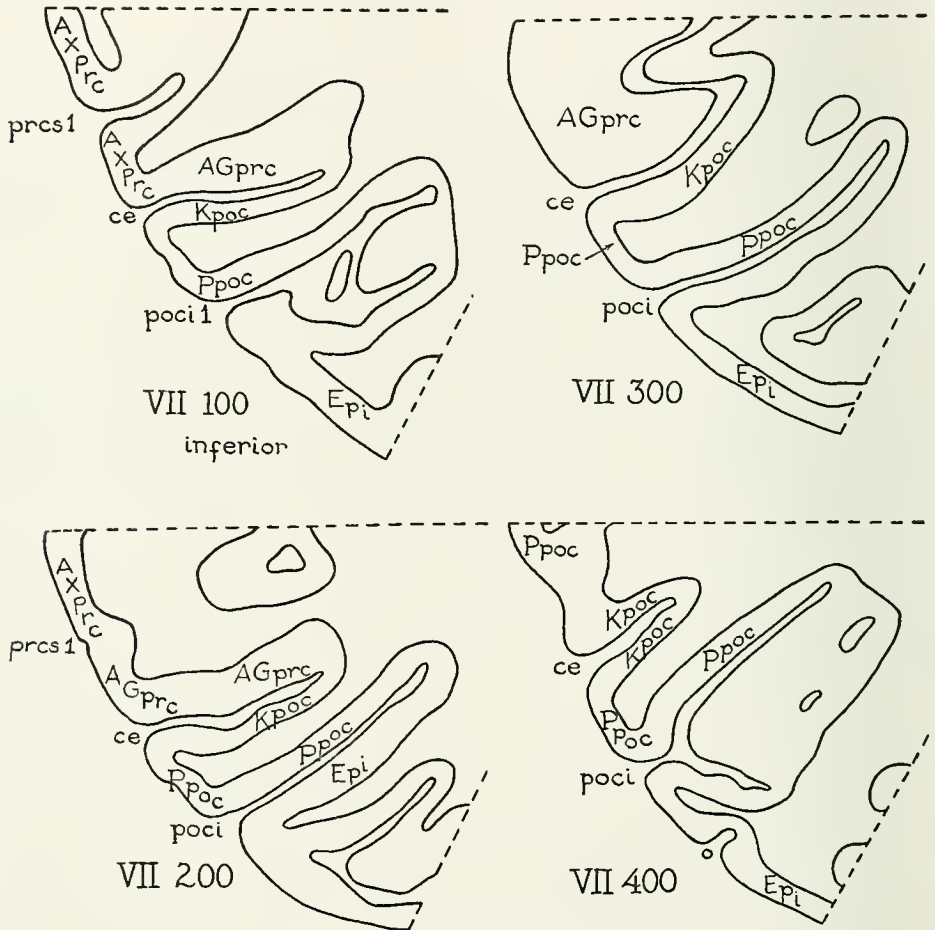 AXprc
prcs1
AXprc
AGprc
ce
Kpoc
Ppoc
poci 1
Epi
VII 100
inferior
AGprc
Kpoc
ce
Ppoc
Ppoc
poci
Epi
VII 300
AXprc
prcs1
AGprc
AGprc
ce
Kpoc
Ppoc
Ppoc
Epi
poci
VII 200
Ppoc
Kpoc
Kpoc
ce
Ppoc
Ppoc
poci
o
Epi
VII 400